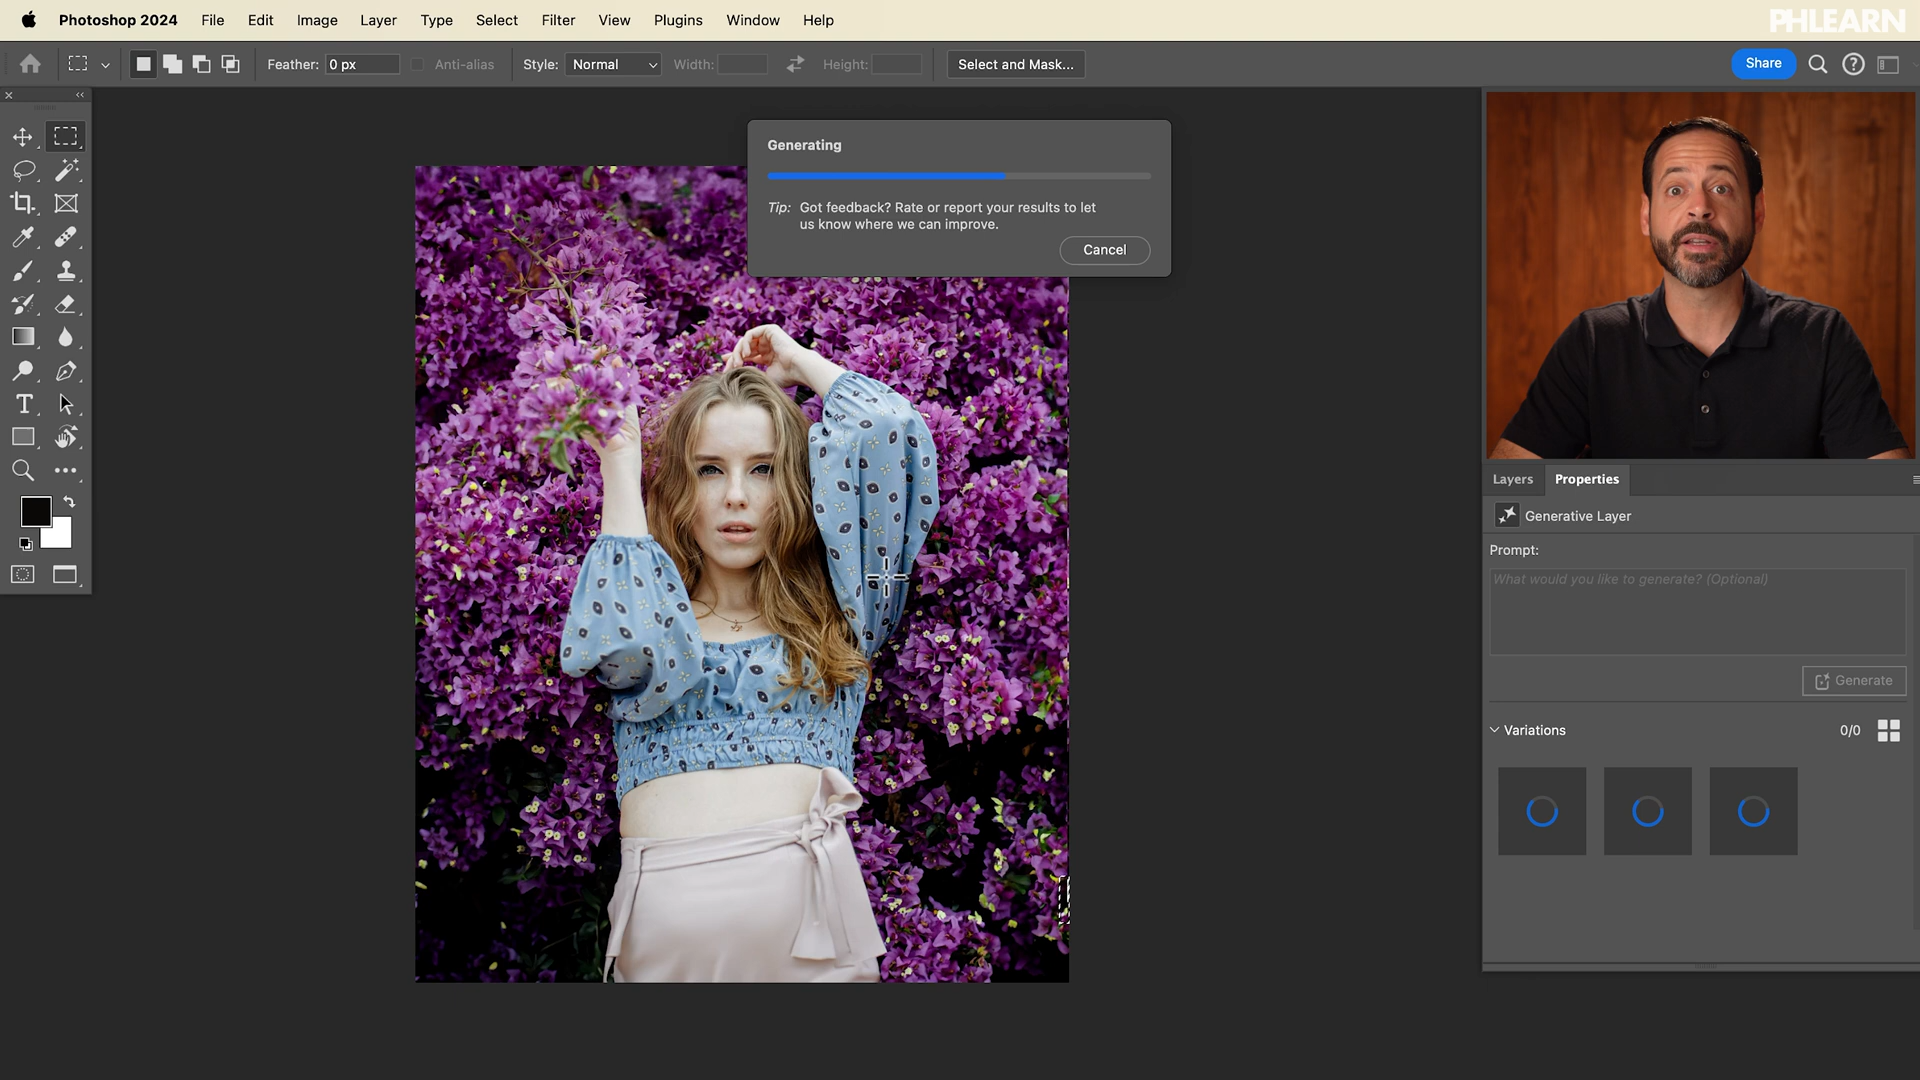 Photoshop 2024 File Edit Image Layer Type Select Filter View Plugins Window Help
PHLEARN
Feather: 0 px Anti-alias Style: Normal Width: Height: Select and Mask... Share
Generating
Tip: Got feedback? Rate or report your results to let
us know where we can improve.
Cancel
Layers Properties
Generative Layer
Prompt:
What would you like to generate? (Optional)
Generate
Variations 0/0